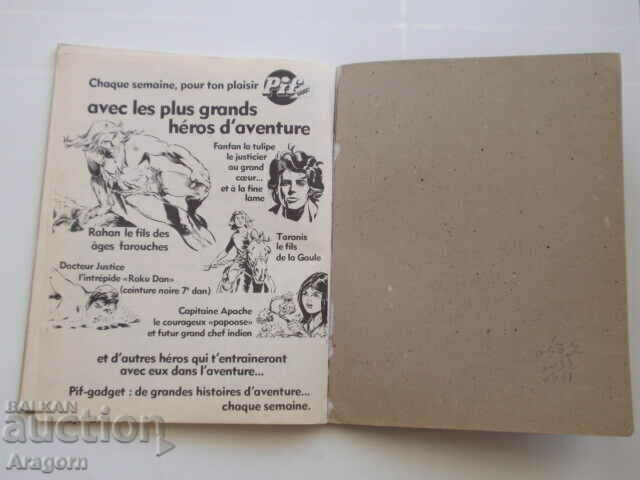 Chaque semaine, pour ton plaisir Pif
avec les plus grands
héros d'aventure
Fanfan la tulipe
le justicier
au grand
cœur...
et à la fine
lame
Rahan le fils des
âges farouches
Taranis
le fils
de la Gaule
Docteur Justice
l'intrépide «Roku Dan»
(ceinture noire 7e dan)
Capitaine Apache
le courageux «papoose»
et futur grand chef indien
et d'autres héros qui t'entraineront
avec eux dans l'aventure...
Pif-gadget : de grandes histoires d'aventure...
chaque semaine.
BALKAN
auction
Aragorn